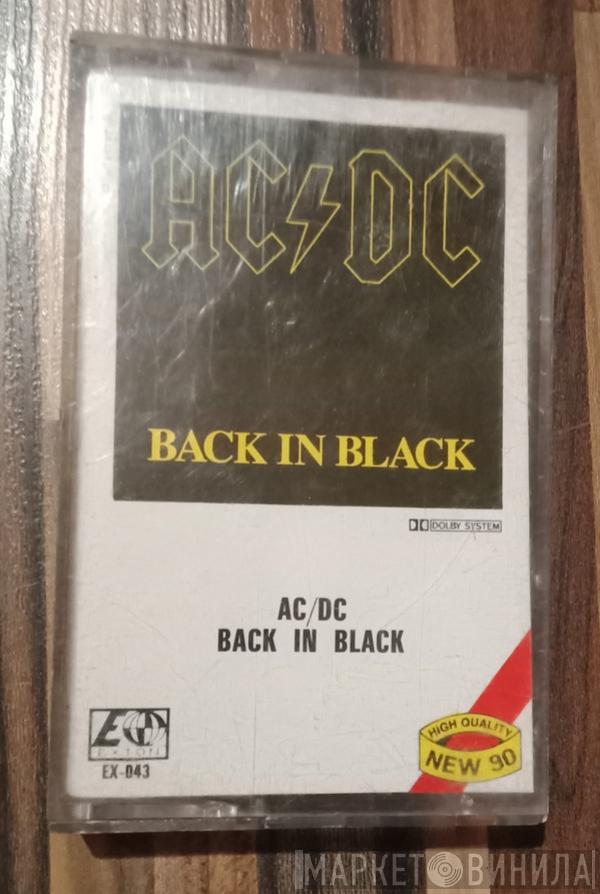 AC⚡DC
BACK IN BLACK
DOLBY SYSTEM
AC/DC
BACK IN BLACK
EXTON
EX-043
HIGH QUALITY
NEW 90
МАРКЕТ ВИНИЛА